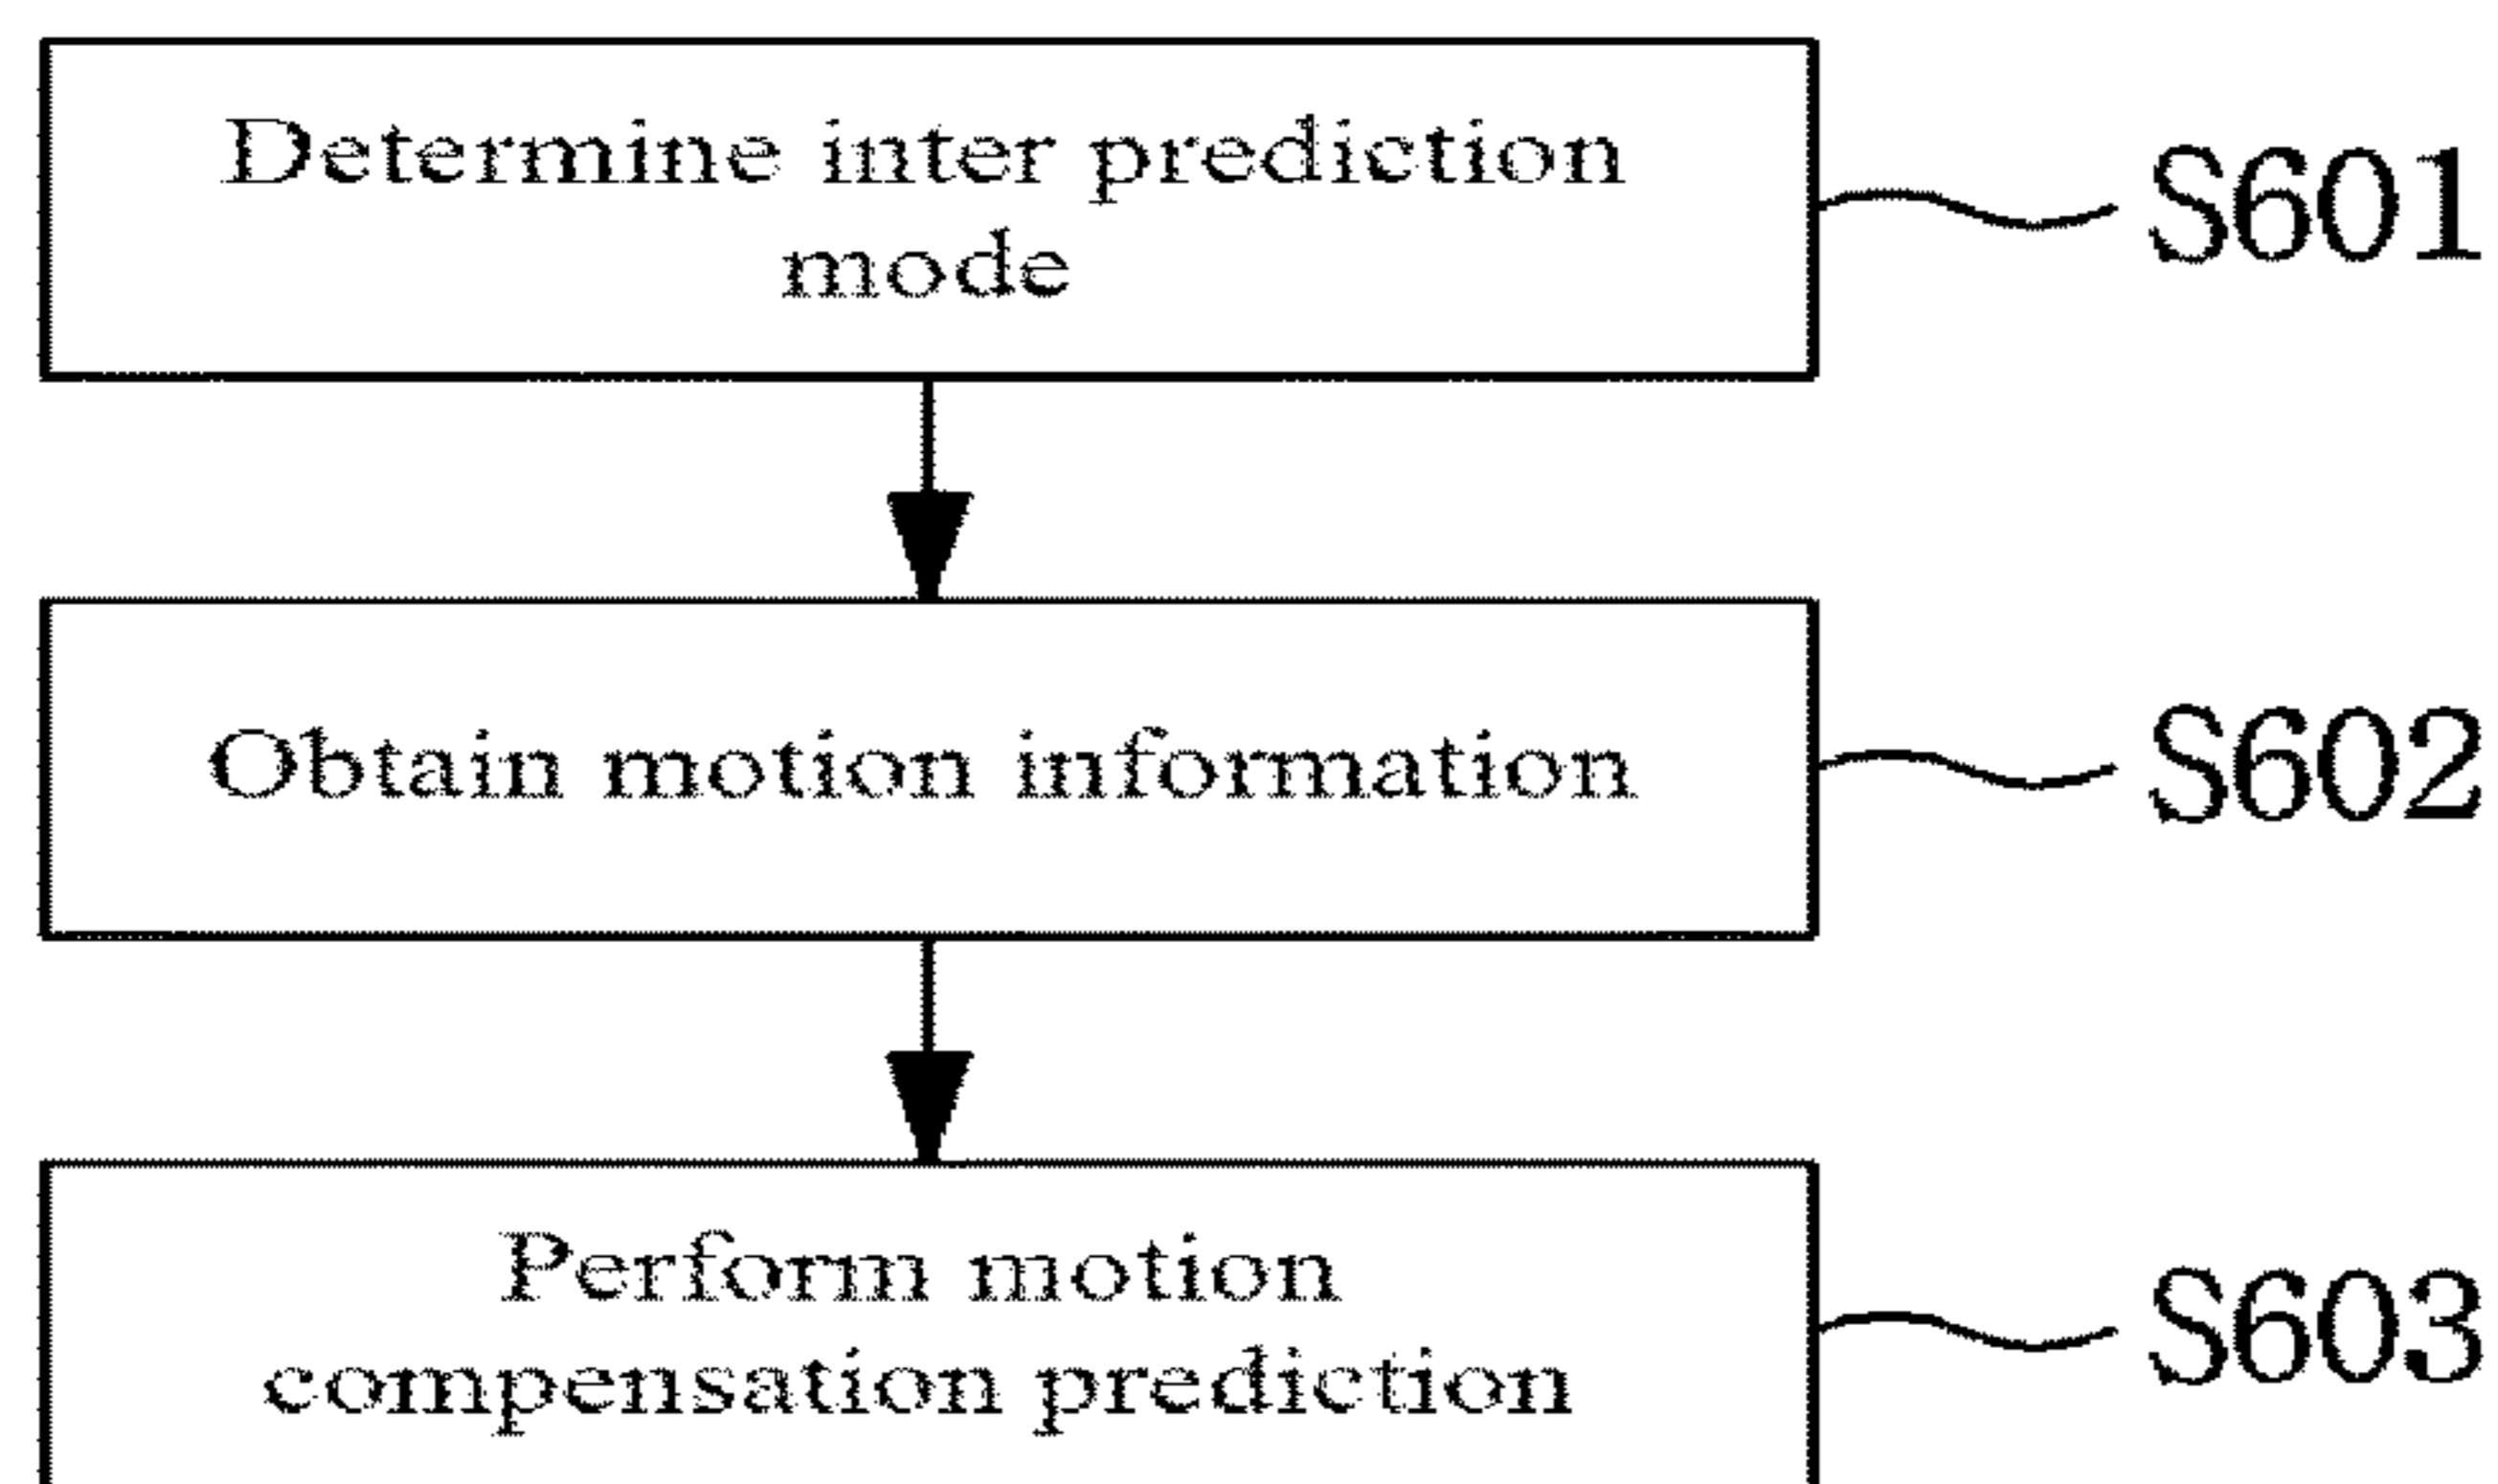 Determine inter prediction
mode
S601
Obtain motion information
S602
Perform motion
compensation prediction
S603